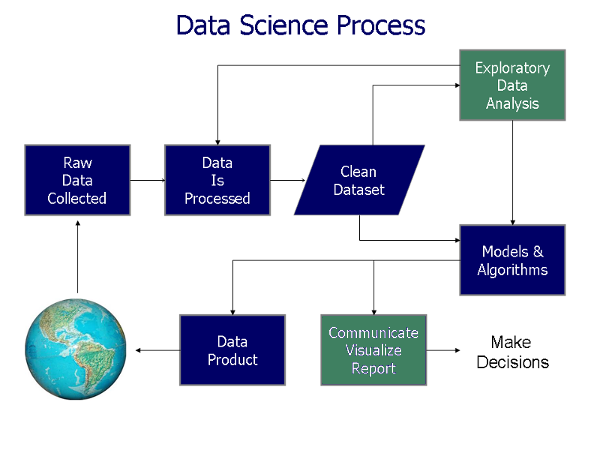 Data Science Process
Exploratory
Data
Analysis
Raw
Data
Collected
Data
Is
Processed
Clean
Dataset
Models &
Algorithms
Data
Product
Communicate
Visualize
Report
Make
Decisions